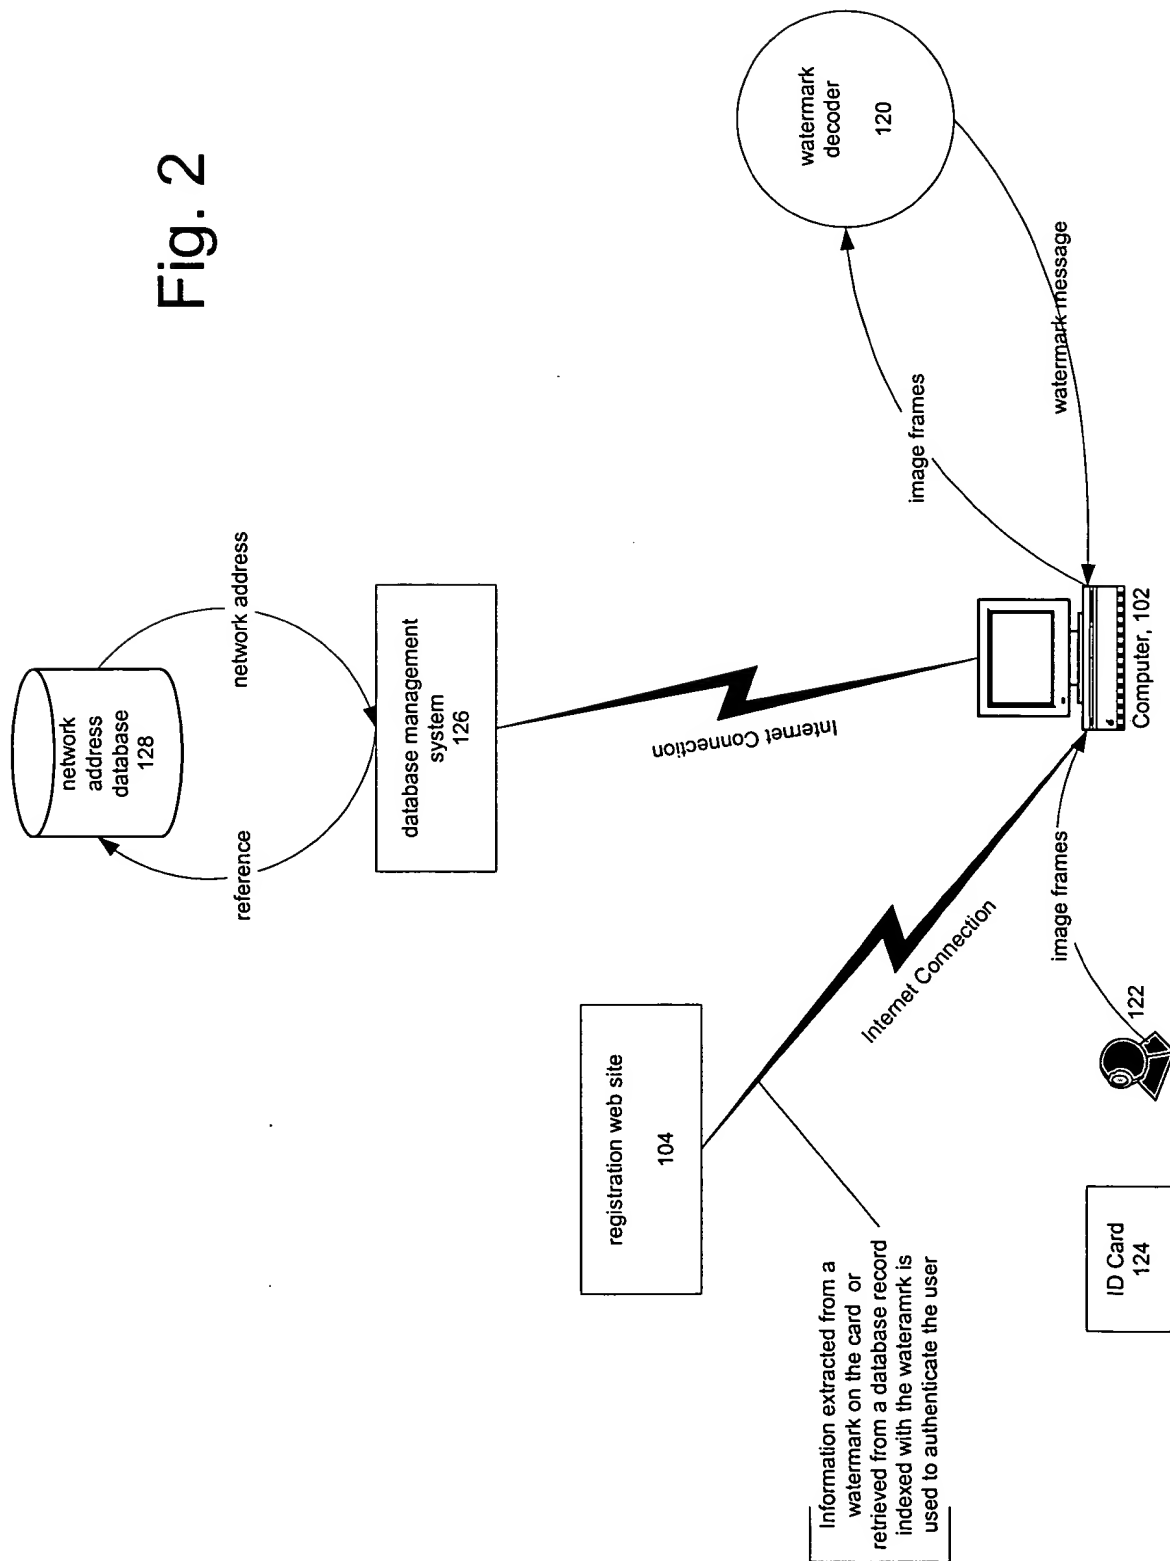 Fig. 2
network
address
database
128
reference
network address
database management
system
126
Internet Connection
registration web site
104
Internet Connection
Information extracted from a
watermark on the card or
retrieved from a database record
indexed with the wateramrk is
used to authenticate the user
ID Card
124
122
image frames
Computer, 102
image frames
watermark message
watermark
decoder
120